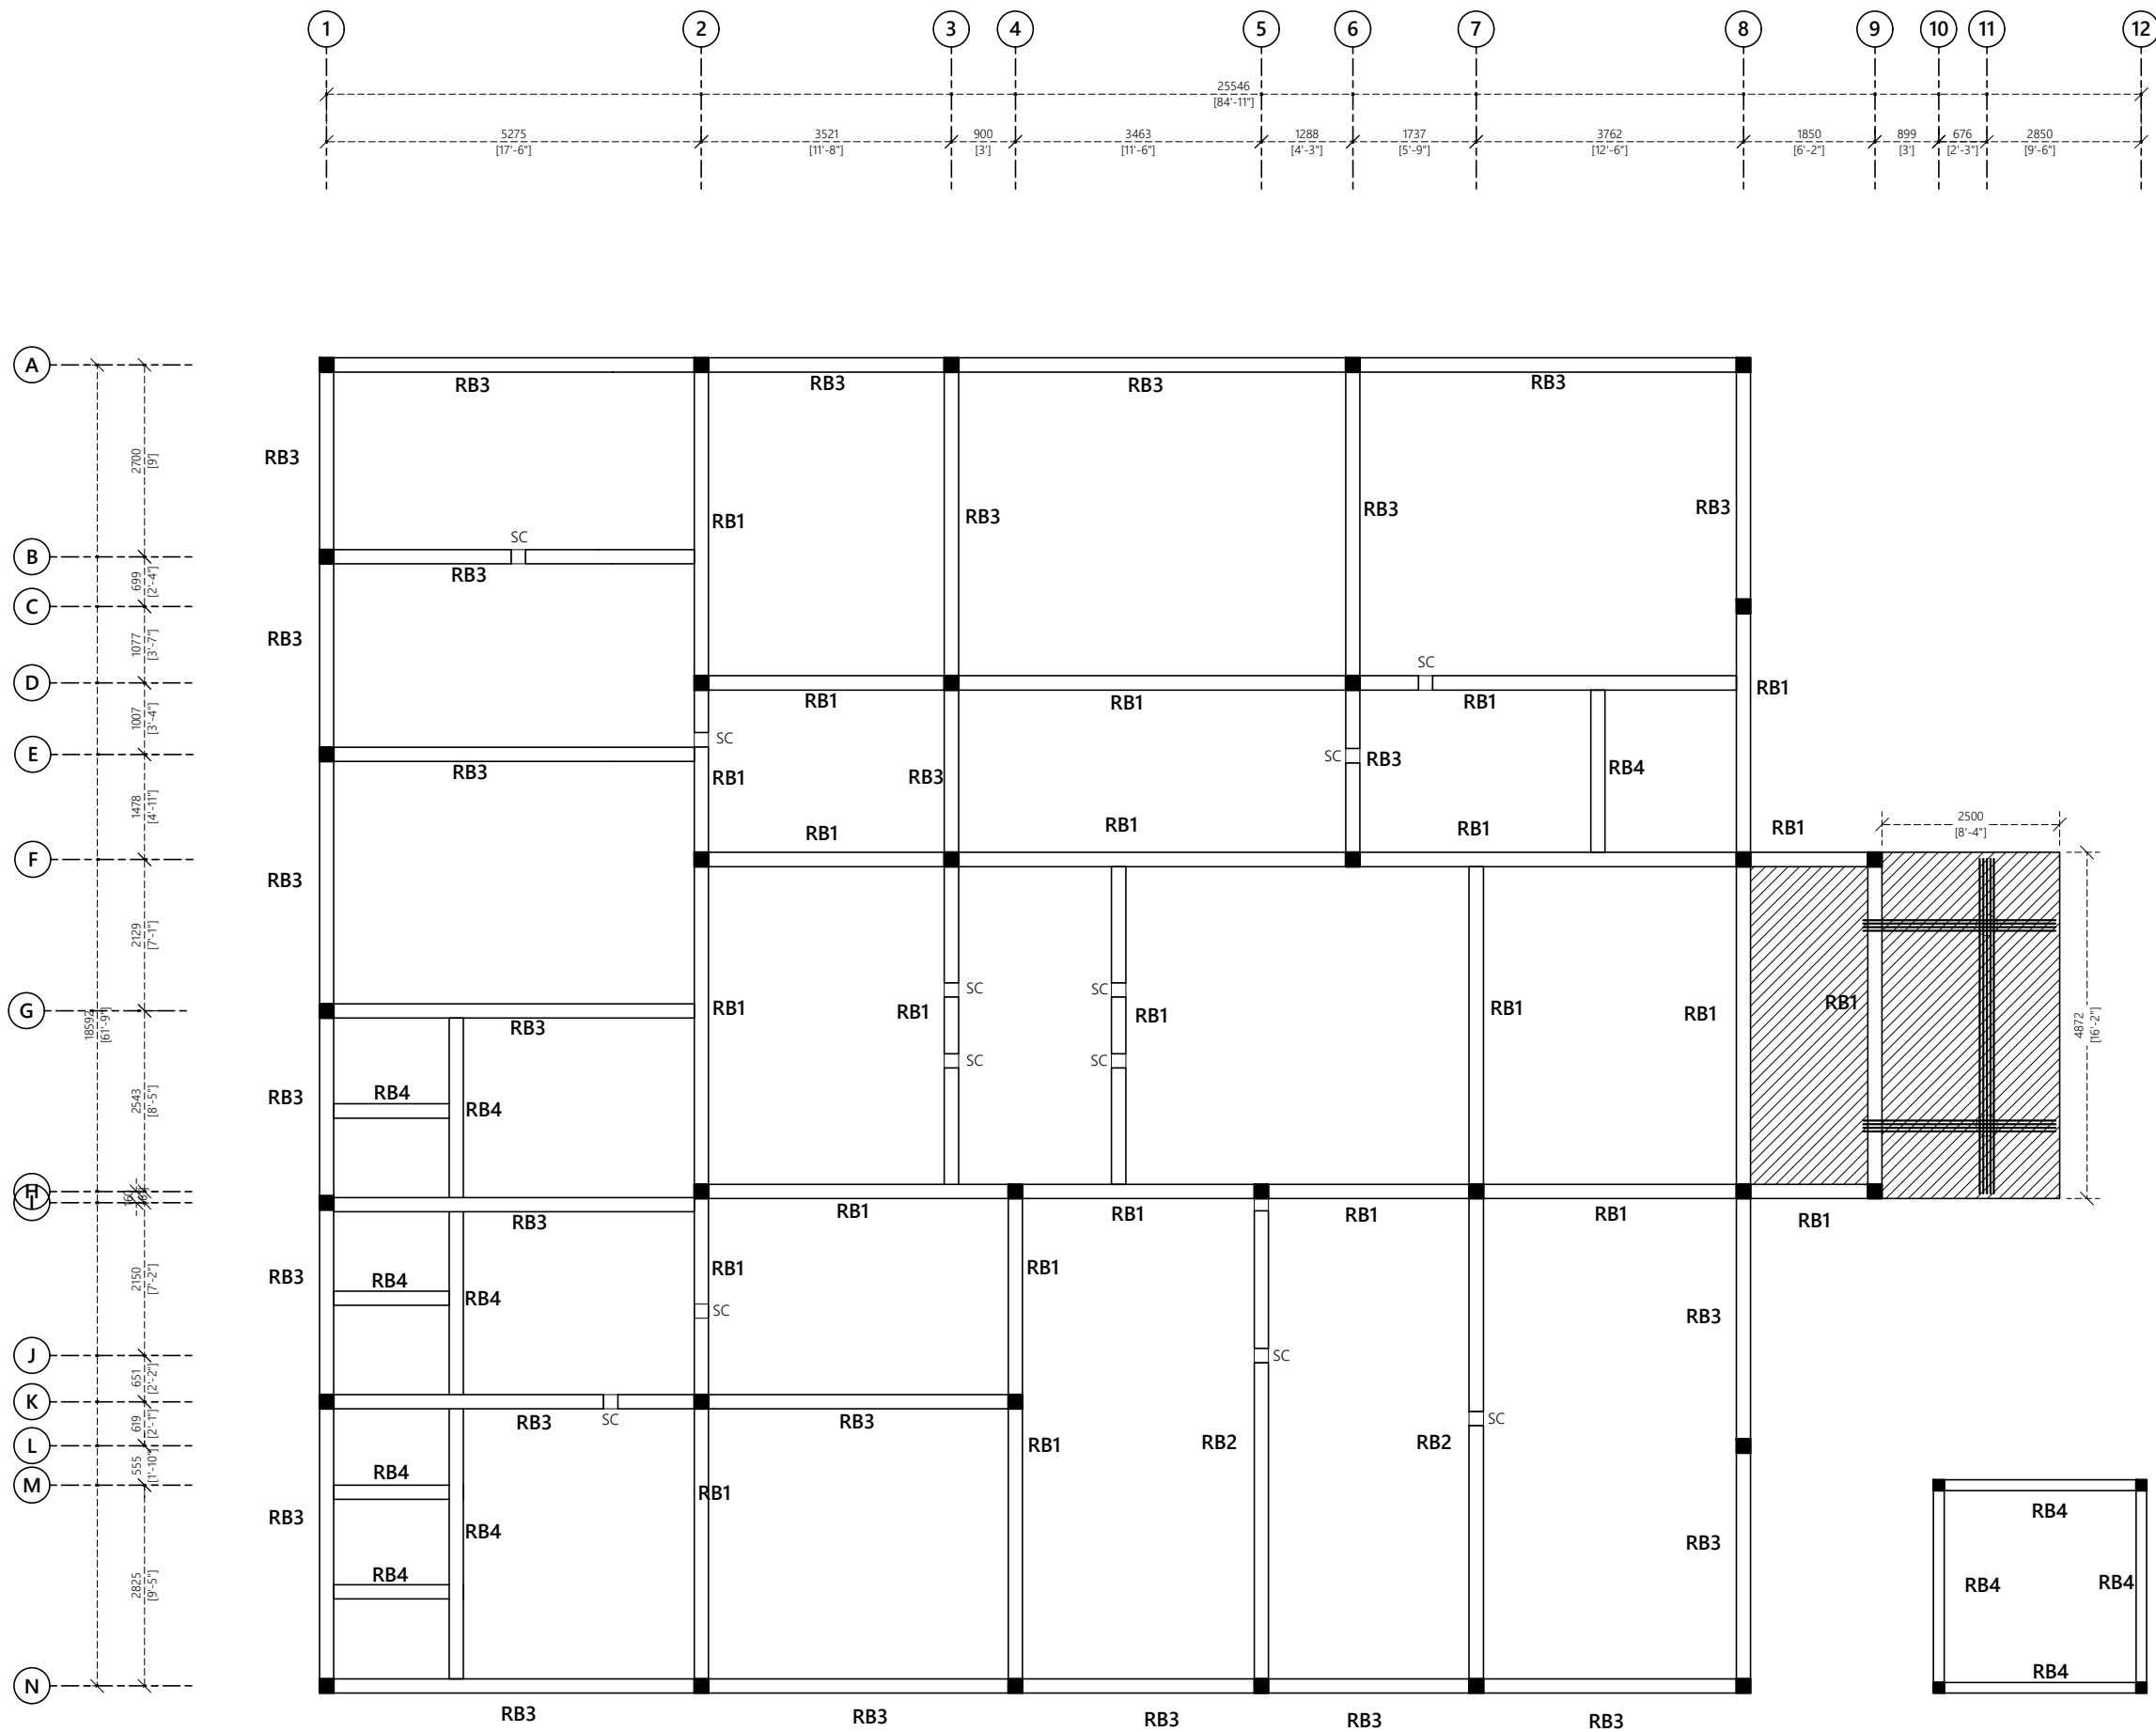 1 2 3 4 5 6 7 8 9 10 11 12
25546
[84'-11"]
5275 3521 900 3463 1288 1737 3762 1850 899 676 2850
[17'-6"] [11'-8"] [3'] [11'-6"] [4'-3"] [5'-9"] [12'-6"] [6'-2"] [3'] [2'-3"] [9'-6"]
A
RB3 RB3 RB3 RB3
2700
[9']
RB3
RB1 RB3 RB3 RB3
SC
B
RB3
699
[2'-4"]
C
1077
[3'-7"]
RB3
SC
D
RB1 RB1 RB1 RB1
1007
[3'-4"]
SC
E
SC RB3
RB3 RB1 RB3 RB4
1478
[4'-11"]
RB1 RB1 RB1 RB1
2500
[8'-4"]
F
RB3
2129
[7'-1"]
SC SC
G
RB1 RB1 RB1 RB1 RB1 RB1
18592
[61'-9"]
4872
[16'-2"]
RB3
SC SC
2543
[8'-5"]
RB3 RB4 RB4
H
I
RB3 RB1 RB1 RB1 RB1 RB1
2150
[7'-2"]
RB3 RB4 RB4 RB1 RB1
SC
RB3
J
SC
651
[2'-2"]
K
RB3 SC RB3
SC
619
[2'-1"]
L
RB1 RB2 RB2
555
[1'-10"]
M
RB4 RB1
RB3 RB4
RB3
RB4
2825
[9'-5"]
RB4 RB4 RB4
RB4
N
RB3 RB3 RB3 RB3 RB3